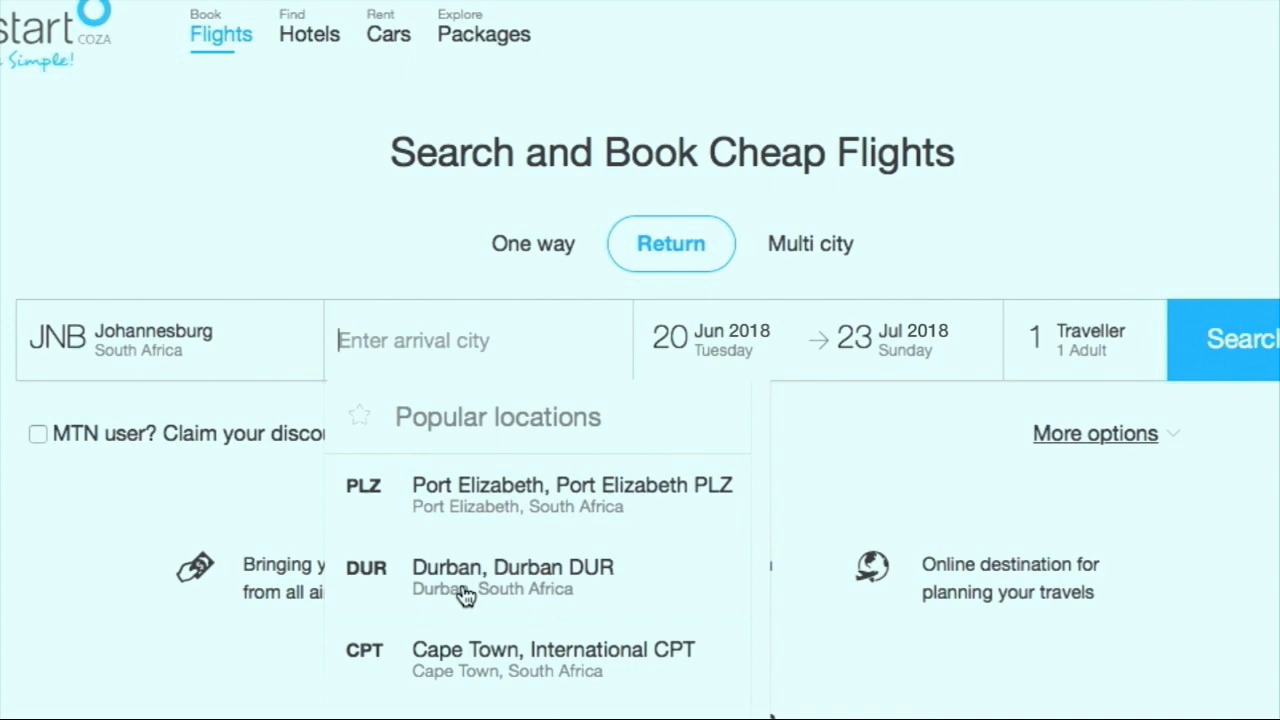 start
COZA
Simple!
Book
Flights
Find
Hotels
Rent
Cars
Explore
Packages
Search and Book Cheap Flights
One way
Return
Multi city
JNB
Johannesburg
South Africa
Enter arrival city
20
Jun 2018
Tuesday
23
Jul 2018
Sunday
1
Traveller
1 Adult
Searc
MTN user? Claim your disco
More options
Popular locations
PLZ
Port Elizabeth, Port Elizabeth PLZ
Port Elizabeth, South Africa
DUR
Durban, Durban DUR
Durban, South Africa
CPT
Cape Town, International CPT
Cape Town, South Africa
Bringing y
from all ai
Online destination for
planning your travels